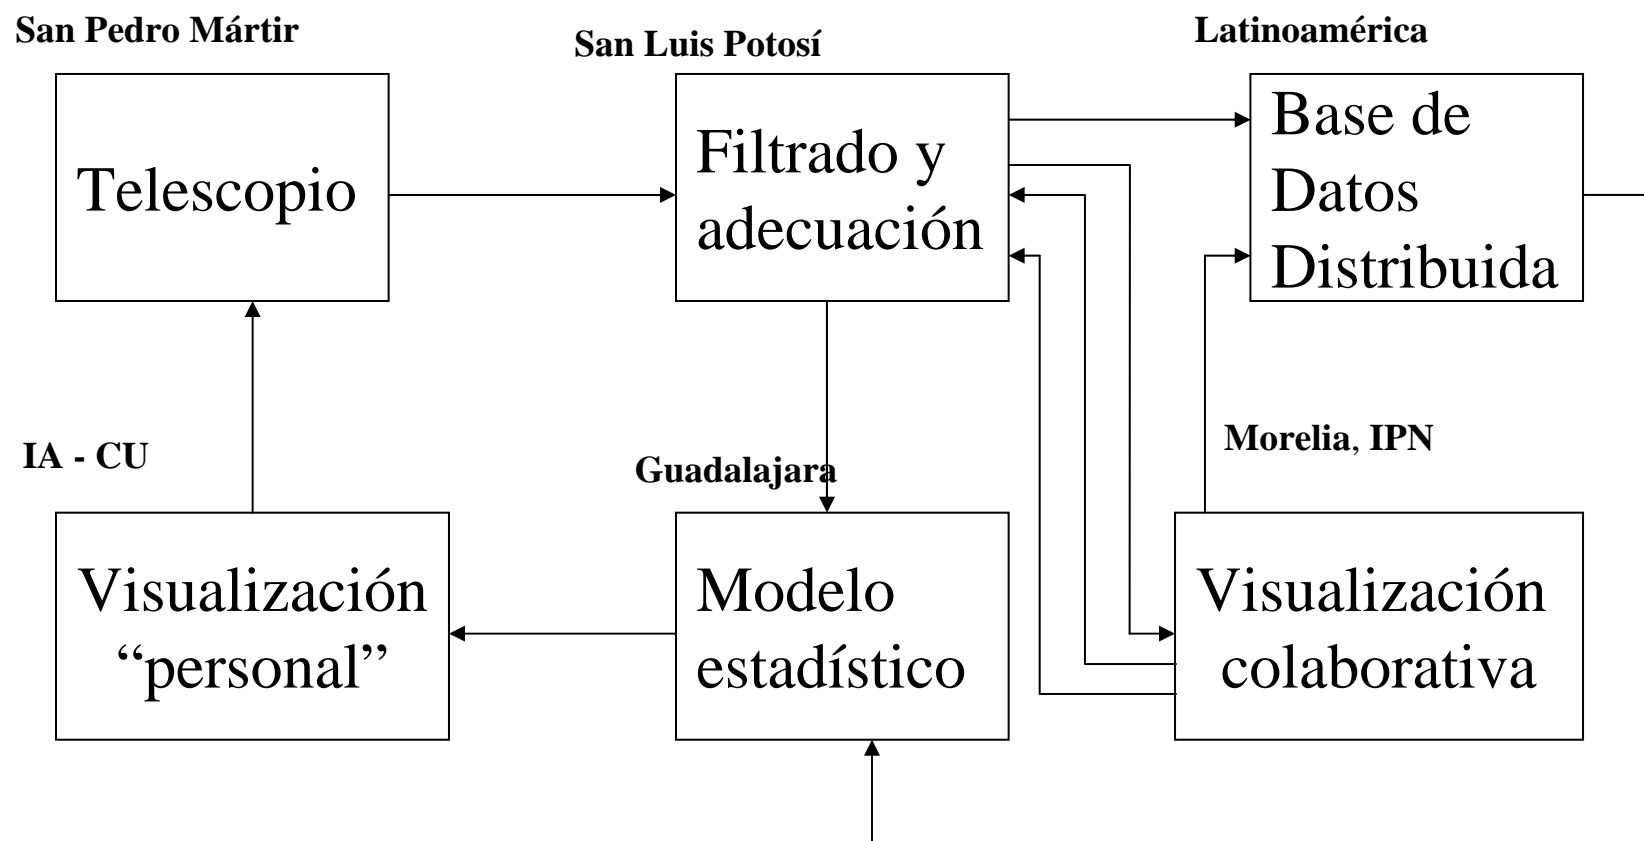 San Pedro Mártir
San Luis Potosí
Latinoamérica
Telescopio
Filtrado y
adecuación
Base de
Datos
Distribuida
IA - CU
Guadalajara
Morelia, IPN
Visualización
“personal”
Modelo
estadístico
Visualización
colaborativa